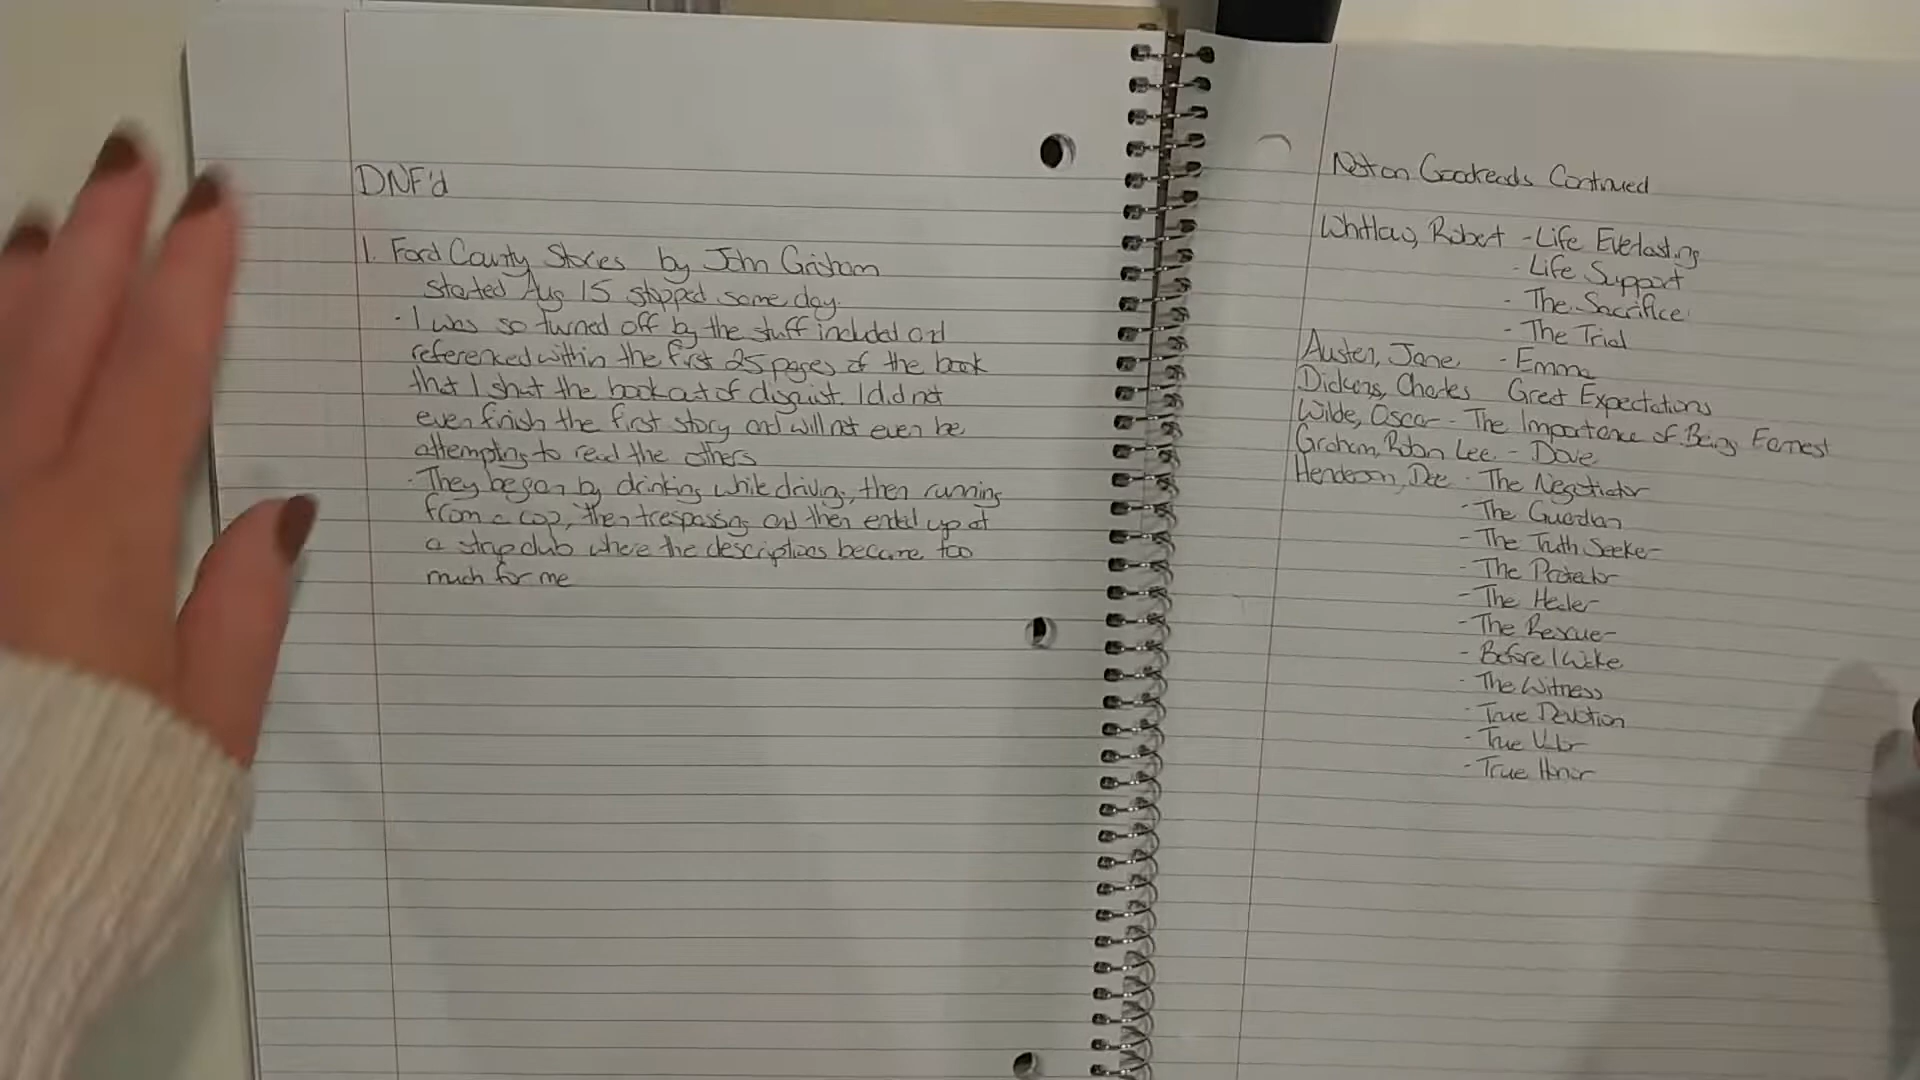 DNF'd
1. Ford County Stories by John Grisham
started Aug 15 stopped same day.
- I was so turned off by the stuff included and
referenced within the first 25 pages of the book
that I shut the book out of disgust. I did not
even finish the first story and will not even be
attempting to read the others
- They began by drinking while driving, then running
from a cop, then trespassing and then ended up at
a strip club where the descriptions became too
much for me
Not on Goodreads Continued
Whitlow, Robert - Life Everlasting
- Life Support
- The Sacrifice
- The Trial
Austen, Jane - Emma
Dickens, Charles Great Expectations
Wilde, Oscar - The Importance of Being Earnest
Graham, Robin Lee - Dove
Henderson, Dee - The Negotiator
- The Guardian
- The Truth Seeker
- The Protector
- The Healer
- The Rescuer
- Before I Wake
- The Witness
- True Devotion
- True Valor
- True Honor